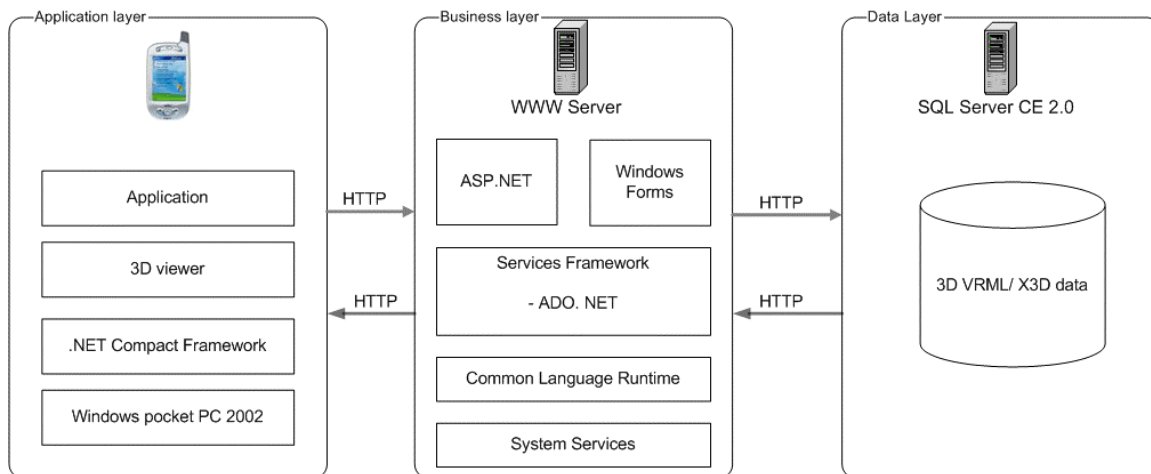 Application layer
Application
3D viewer
.NET Compact Framework
Windows pocket PC 2002
HTTP
HTTP
Business layer
WWW Server
ASP.NET
Windows
Forms
Services Framework
- ADO. NET
Common Language Runtime
System Services
HTTP
HTTP
Data Layer
SQL Server CE 2.0
3D VRML/ X3D data